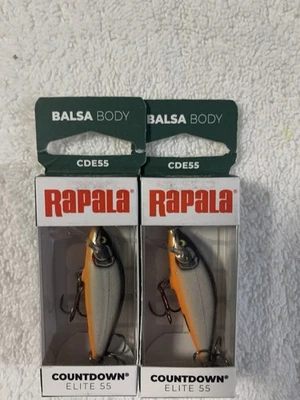 BALSA BODY
CDE55
RAPALA
COUNTDOWN®
ELITE 55
BALSA BODY
CDE55
RAPALA
COUNTDOWN®
ELITE 55